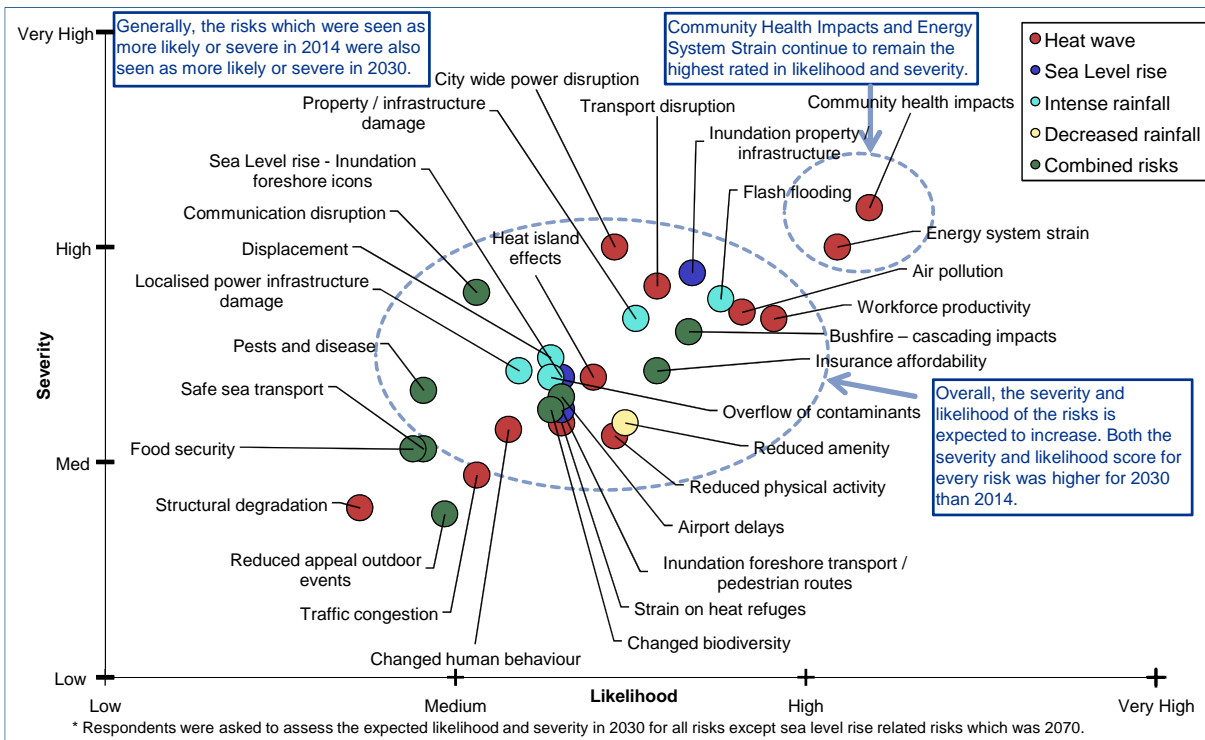 Very High
Generally, the risks which were seen as
more likely or severe in 2014 were also
seen as more likely or severe in 2030.
Community Health Impacts and Energy
System Strain continue to remain the
highest rated in likelihood and severity.
Heat wave
Sea Level rise
Intense rainfall
Decreased rainfall
Combined risks
City wide power disruption
Property / infrastructure
damage
Transport disruption
Community health impacts
Inundation property
infrastructure
Sea Level rise - Inundation
foreshore icons
Flash flooding
Communication disruption
Displacement
Heat island
effects
Energy system strain
High
Localised power infrastructure
damage
Air pollution
Workforce productivity
Bushfire – cascading impacts
Pests and disease
Insurance affordability
Severity
Safe sea transport
Overflow of contaminants
Overall, the severity and
likelihood of the risks is
expected to increase. Both the
severity and likelihood score for
every risk was higher for 2030
than 2014.
Food security
Reduced amenity
Med
Reduced physical activity
Structural degradation
Airport delays
Reduced appeal outdoor
events
Inundation foreshore transport /
pedestrian routes
Traffic congestion
Strain on heat refuges
Changed human behaviour
Changed biodiversity
Low
Low
Medium
Likelihood
High
Very High
* Respondents were asked to assess the expected likelihood and severity in 2030 for all risks except sea level rise related risks which was 2070.